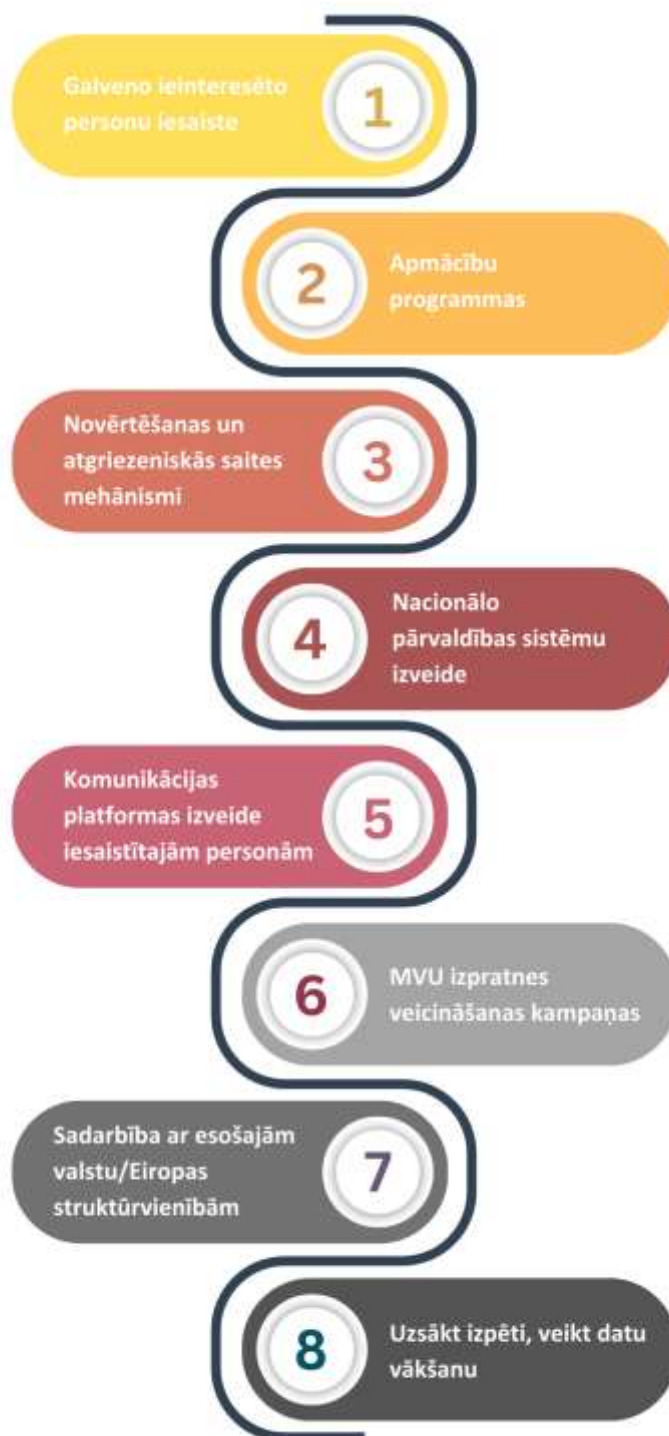 Galveno ieinteresēto
personu iesaiste
1
2
Apmācību
programmas
Novērtēšanas un
atgriezeniskās saites
mehānismi
3
4
Nacionālo
pārvaldības sistēmu
izveide
Komunikācijas
platformas izveide
iesaistītajām personām
5
6
MVU izpratnes
veicināšanas kampaņas
Sadarbība ar esošajām
valstu/Eiropas
struktūrvienībām
7
8
Uzsākt izpēti, veikt datu
vākšanu